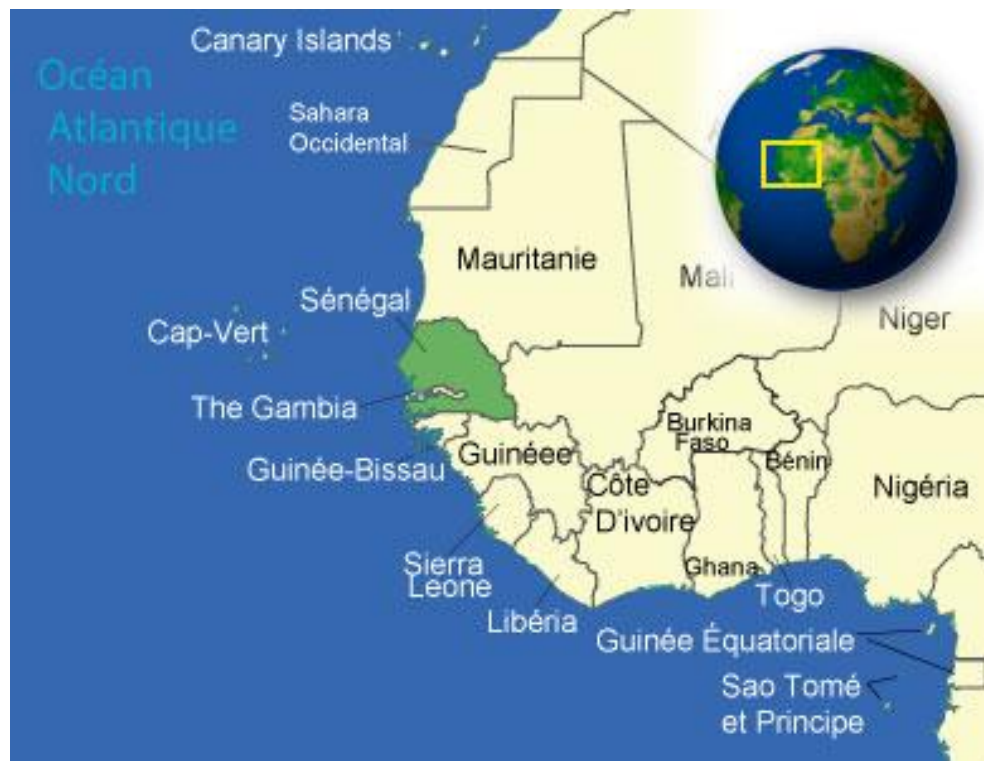 Canary Islands
Océan
Atlantique
Nord
Sahara
Occidental
Mauritanie
Mali
Sénégal
Niger
Cap-Vert
The Gambia
Burkina
Faso
Guinéee
Bénin
Guinée-Bissau
Côte
D'ivoire
Nigéria
Sierra
Leone
Ghana
Togo
Libéria
Guinée Équatoriale
Sao Tomé
et Principe